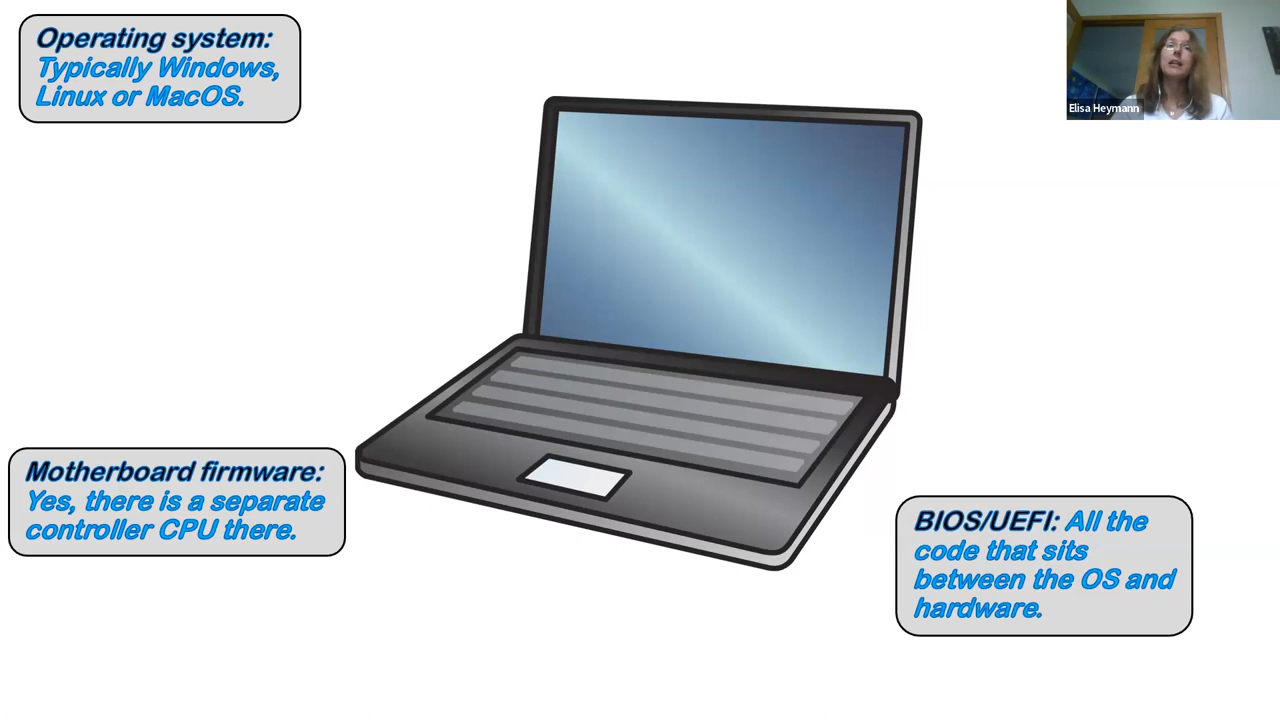 Operating system:
Typically Windows,
Linux or MacOS.
Elisa Heymann
Motherboard firmware:
Yes, there is a separate
controller CPU there.
BIOS/UEFI: All the
code that sits
between the OS and
hardware.